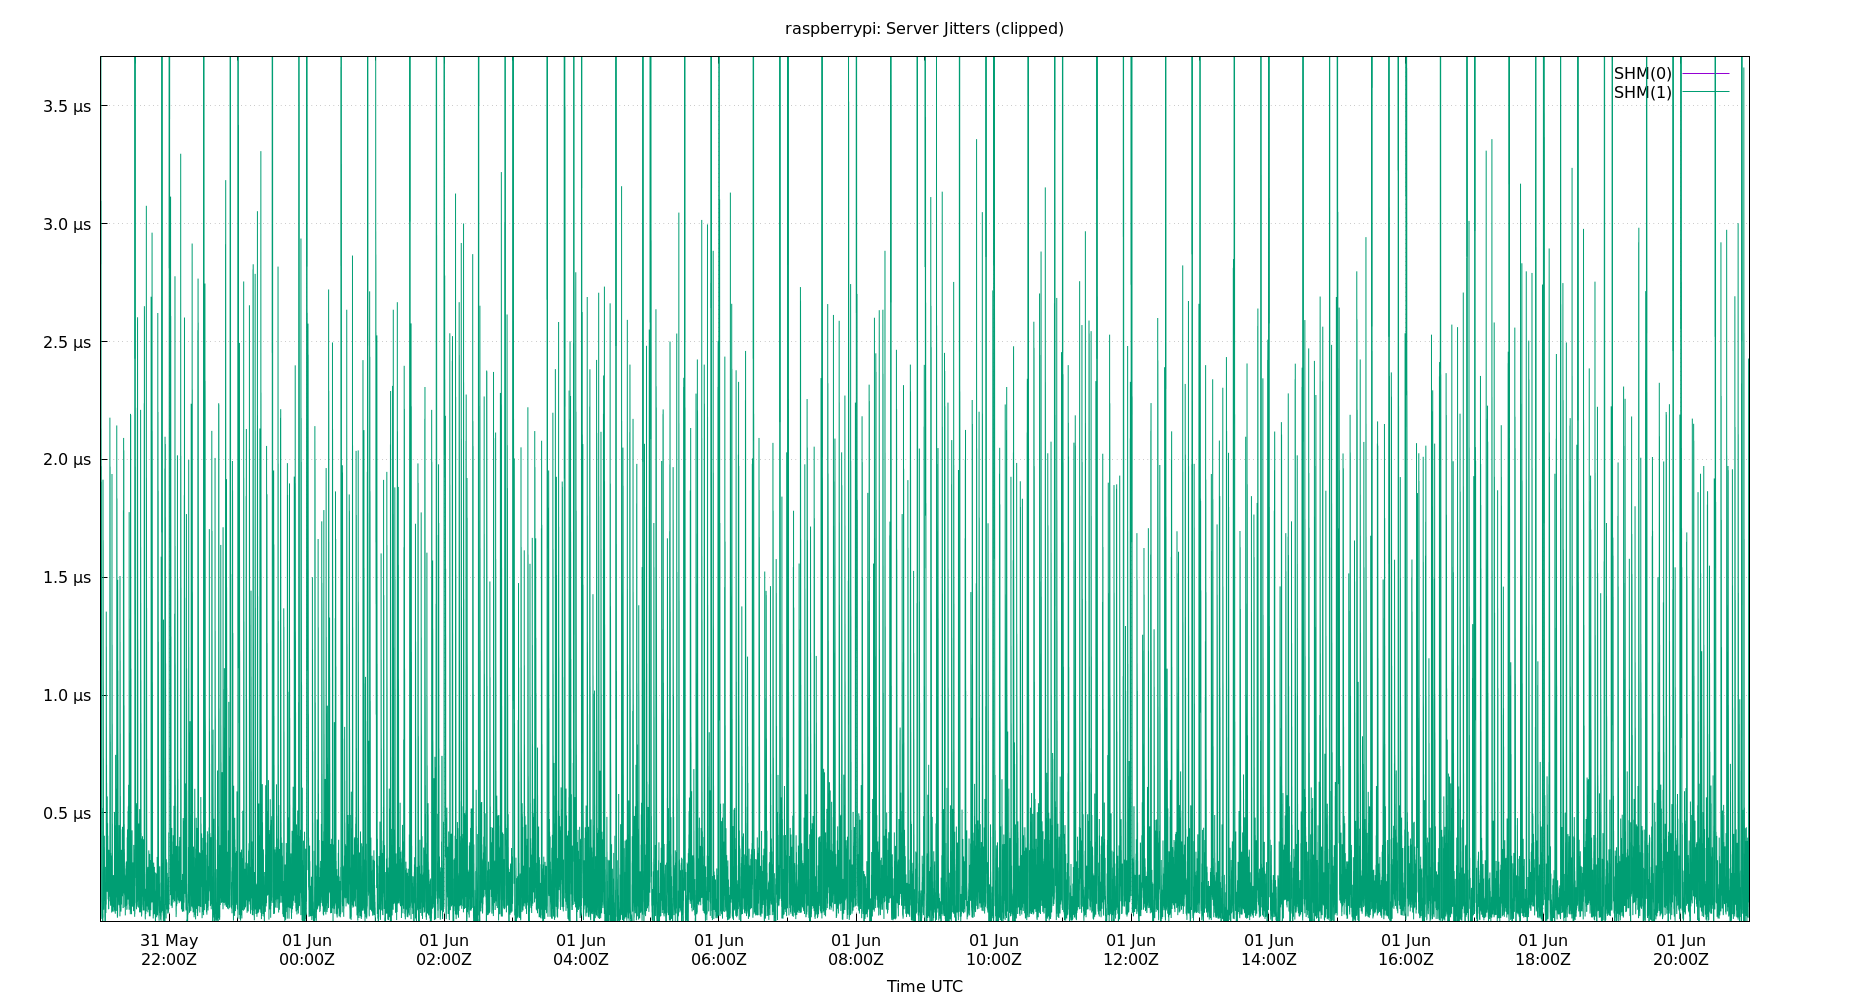 raspberrypi: Server Jitters (clipped)
SHM(0)
SHM(1)
3.5 µs
3.0 µs
2.5 µs
2.0 µs
1.5 µs
1.0 µs
0.5 µs
31 May 01 Jun 01 Jun 01 Jun 01 Jun 01 Jun 01 Jun 01 Jun 01 Jun 01 Jun 01 Jun 01 Jun
22:00Z 00:00Z 02:00Z 04:00Z 06:00Z 08:00Z 10:00Z 12:00Z 14:00Z 16:00Z 18:00Z 20:00Z
Time UTC